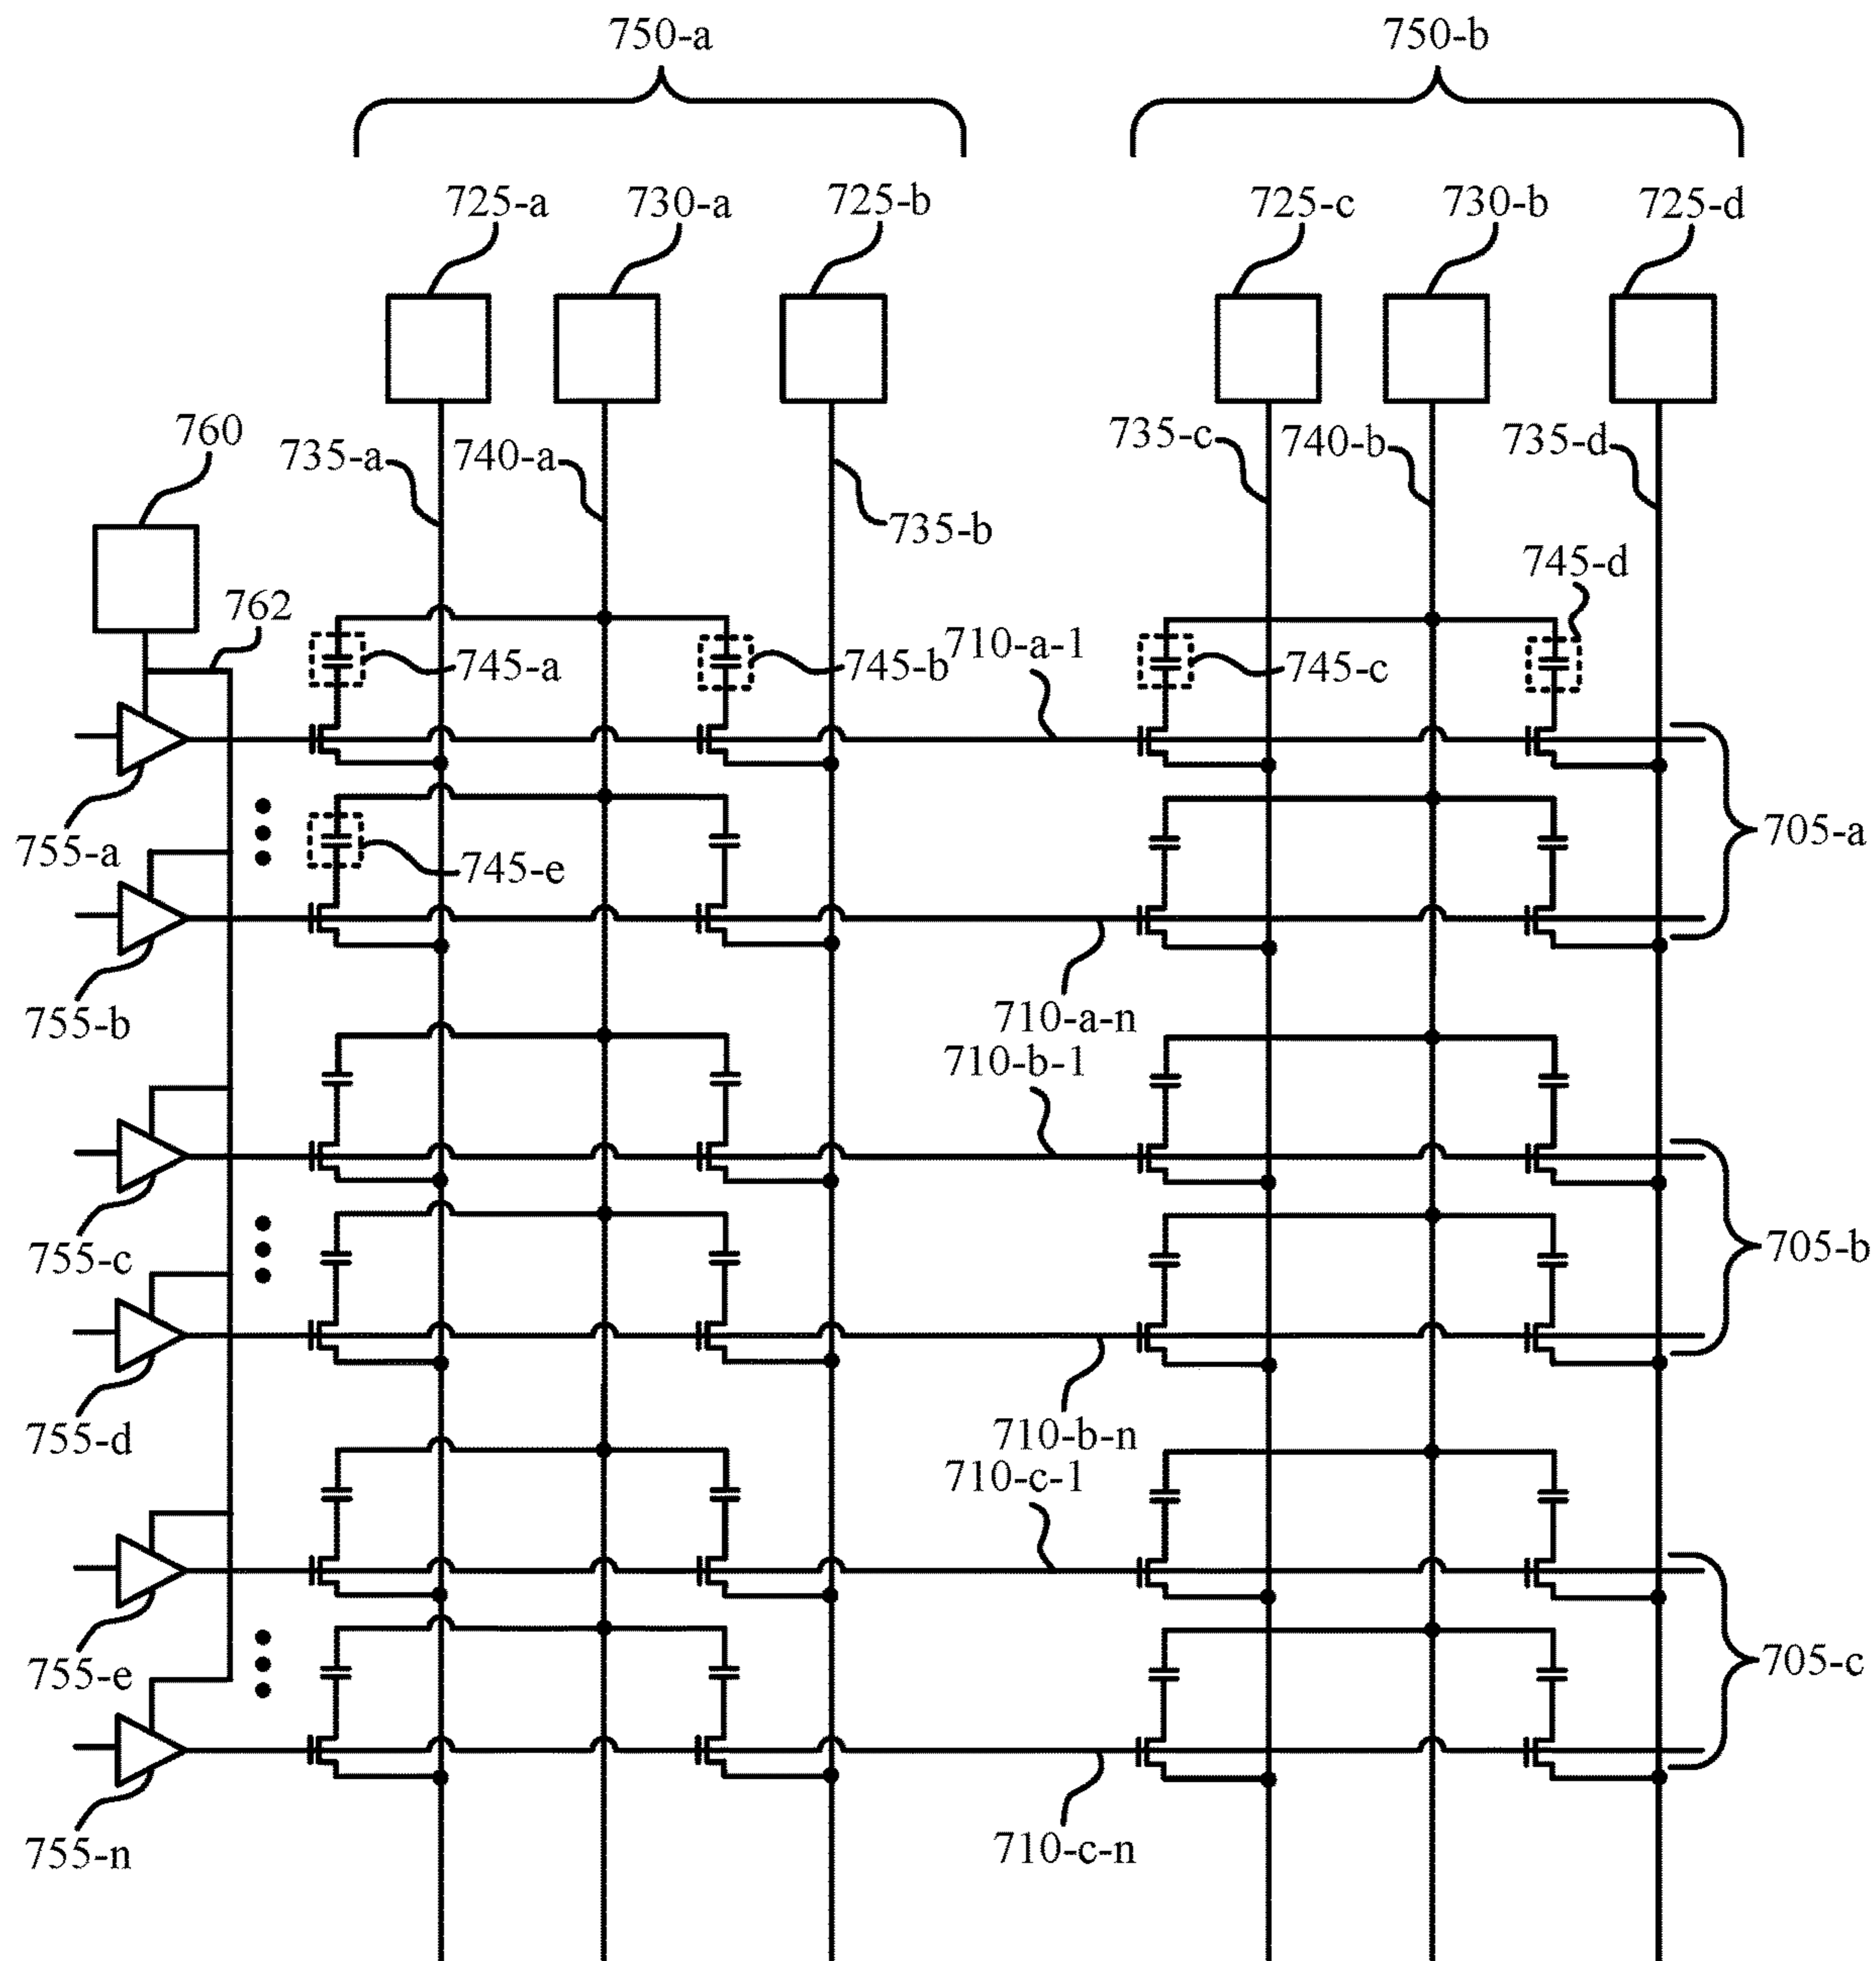 750-a 750-b
725-a 730-a 725-b 725-c 730-b 725-d
760 735-a 740-a 735-c 740-b 735-d
735-b
745-d
762
745-a 745-b 710-a-1 745-c
755-a 745-e 705-a
755-b 710-a-n
710-b-1
755-c 705-b
755-d 710-b-n
710-c-1
755-e 705-c
755-n 710-c-n